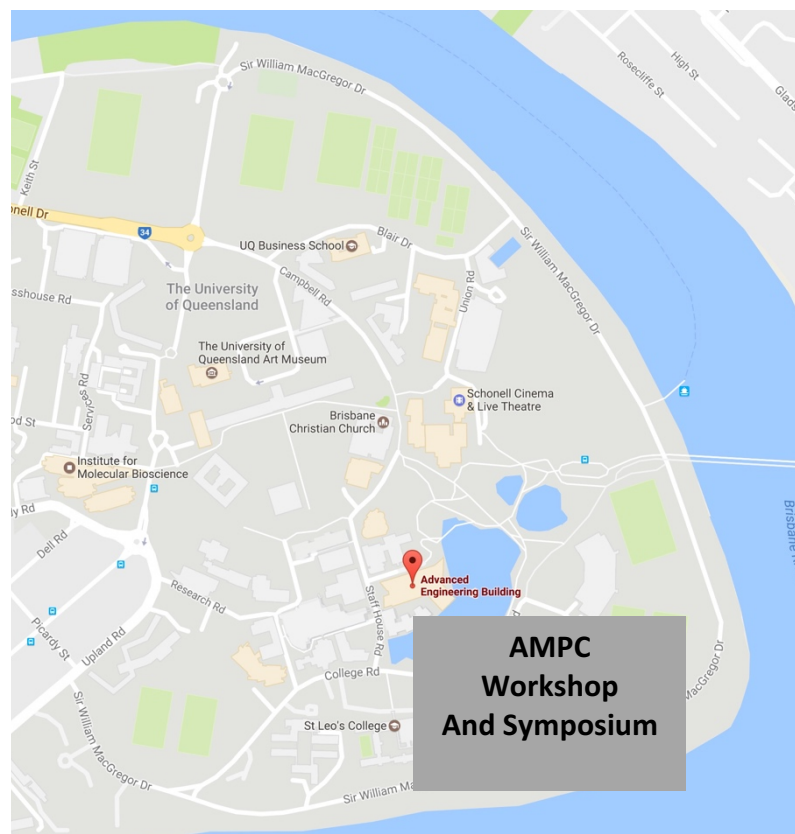 Sir William MacGregor Dr
High St
Rosecliffe St
Glads
Keith St
onell Dr
34
Blair Dr
UQ Business School
Sir William MacGregor Dr
The University
of Queensland
Campbell Rd
Union Rd
sshouse Rd
The University of
Queensland Art Museum
Services Rd
Schonell Cinema
& Live Theatre
Brisbane
Christian Church
od St
Institute for
Molecular Bioscience
dy Rd
Brisbane R
Dell Rd
Advanced
Engineering Building
Research Rd
Staff House Rd
Picardy St
Upland Rd
AMPC
Workshop
And Symposium
MacGregor Dr
College Rd
Sir William MacGregor Dr
St Leo's College
Sir William Ma